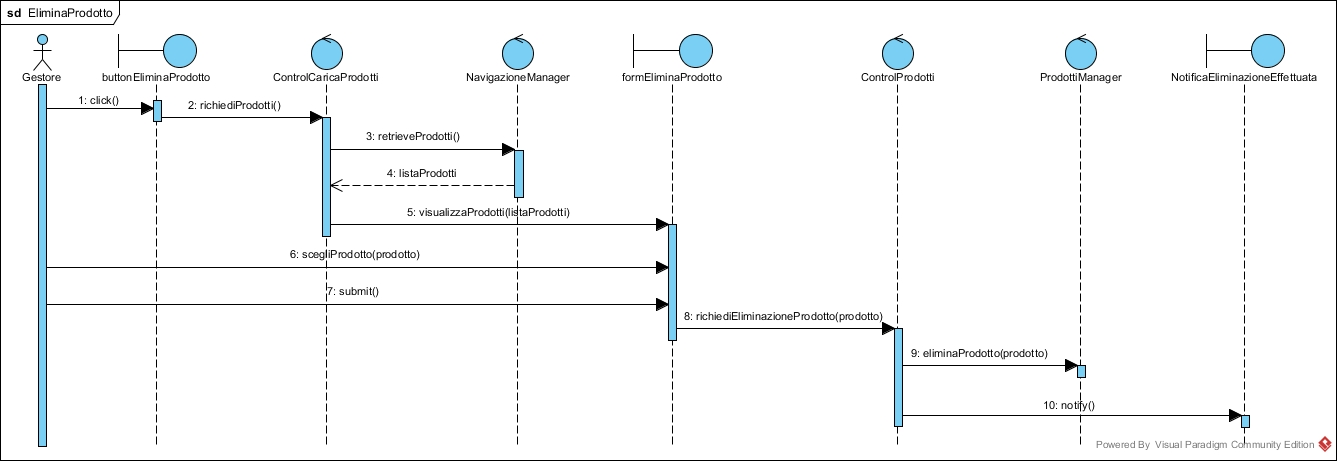 sd EliminaProdotto
Gestore
buttonEliminaProdotto
ControlCaricaProdotti
NavigazioneManager
formEliminaProdotto
ControlProdotti
ProdottiManager
NotificaEliminazioneEffettuata
1: click()
2: richiediProdotti()
3: retrieveProdotti()
4: listaProdotti
5: visualizzaProdotti(listaProdotti)
6: scegliProdotto(prodotto)
7: submit()
8: richiediEliminazioneProdotto(prodotto)
9: eliminaProdotto(prodotto)
10: notify()
Powered By Visual Paradigm Community Edition